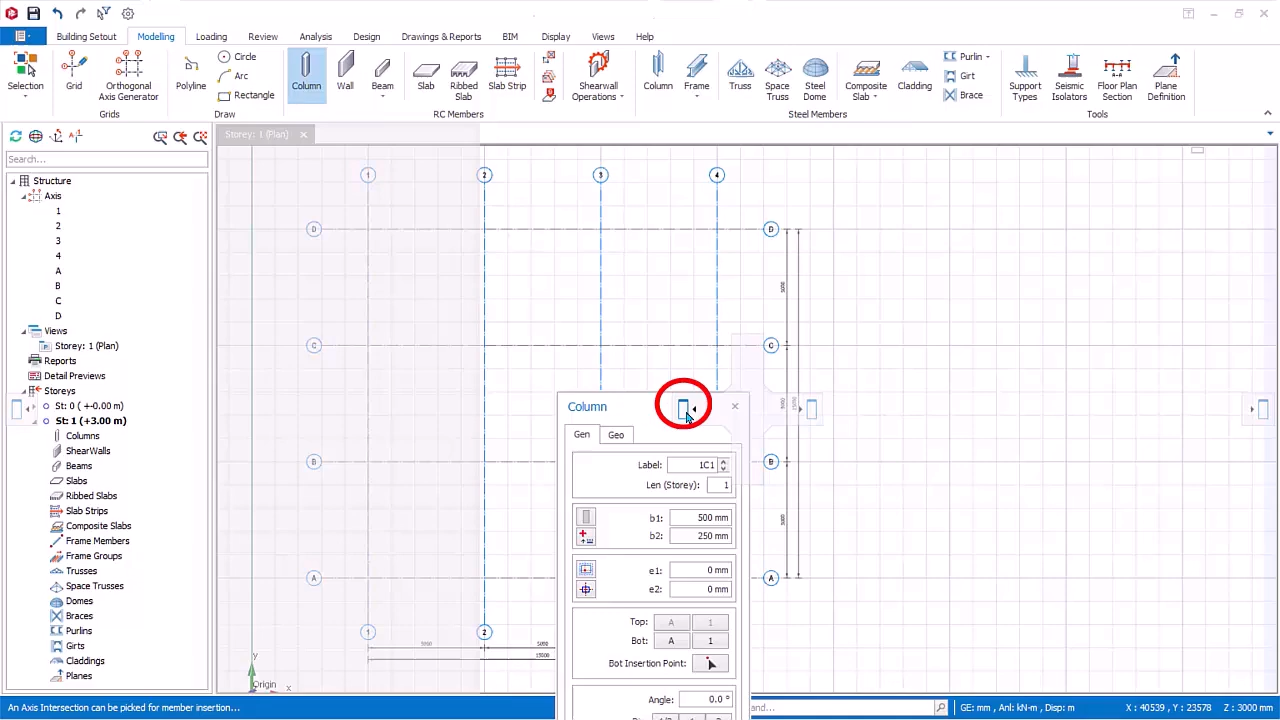 Building Setout
Modelling
Loading
Review
Analysis
Design
Drawings & Reports
BIM
Display
Views
Help
Selection
Grid
Orthogonal
Axis Generator
Polyline
Circle
Arc
Rectangle
Column
Wall
Beam
Slab
Ribbed
Slab
Slab Strip
Shearwall
Operations
Column
Frame
Truss
Space
Truss
Steel
Dome
Composite
Slab
Cladding
Purlin
Girt
Brace
Support
Types
Seismic
Isolators
Floor Plan
Section
Plane
Definition
Grids
Draw
RC Members
Steel Members
Tools
Storey: 1 (Plan)
Search...
Structure
Axis
1
2
3
4
A
B
C
D
Views
Storey: 1 (Plan)
Reports
Detail Previews
Storeys
St: 0 ( +-0.00 m)
St: 1 (+3.00 m)
Columns
ShearWalls
Beams
Slabs
Ribbed Slabs
Slab Strips
Composite Slabs
Frame Members
Frame Groups
Trusses
Space Trusses
Domes
Braces
Purlins
Girts
Claddings
Planes
1
2
3
4
D
D
C
C
B
B
A
A
1
2
y
Origin
x
Column
Gen
Geo
Label:
1C1
Len (Storey):
1
b1:
500 mm
b2:
250 mm
e1:
0 mm
e2:
0 mm
Top:
A
1
Bot:
A
1
Bot Insertion Point:
Angle:
0.0 °
An Axis Intersection can be picked for member insertion...
and...
GE: mm , Anl: kN-m , Disp: m
X : 40539 , Y : 23578
Z : 3000 mm